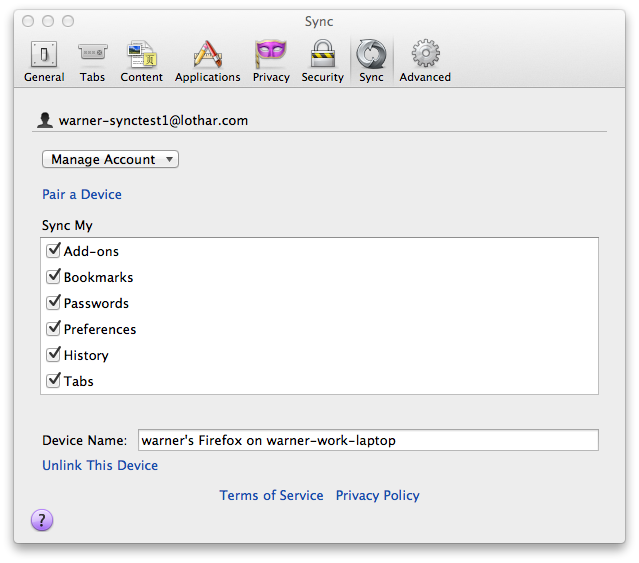 Sync
General Tabs Content Applications Privacy Security Sync Advanced
warner-synctest1@lothar.com
Manage Account
Pair a Device
Sync My
Add-ons
Bookmarks
Passwords
Preferences
History
Tabs
Device Name: warner's Firefox on warner-work-laptop
Unlink This Device
Terms of Service Privacy Policy
?